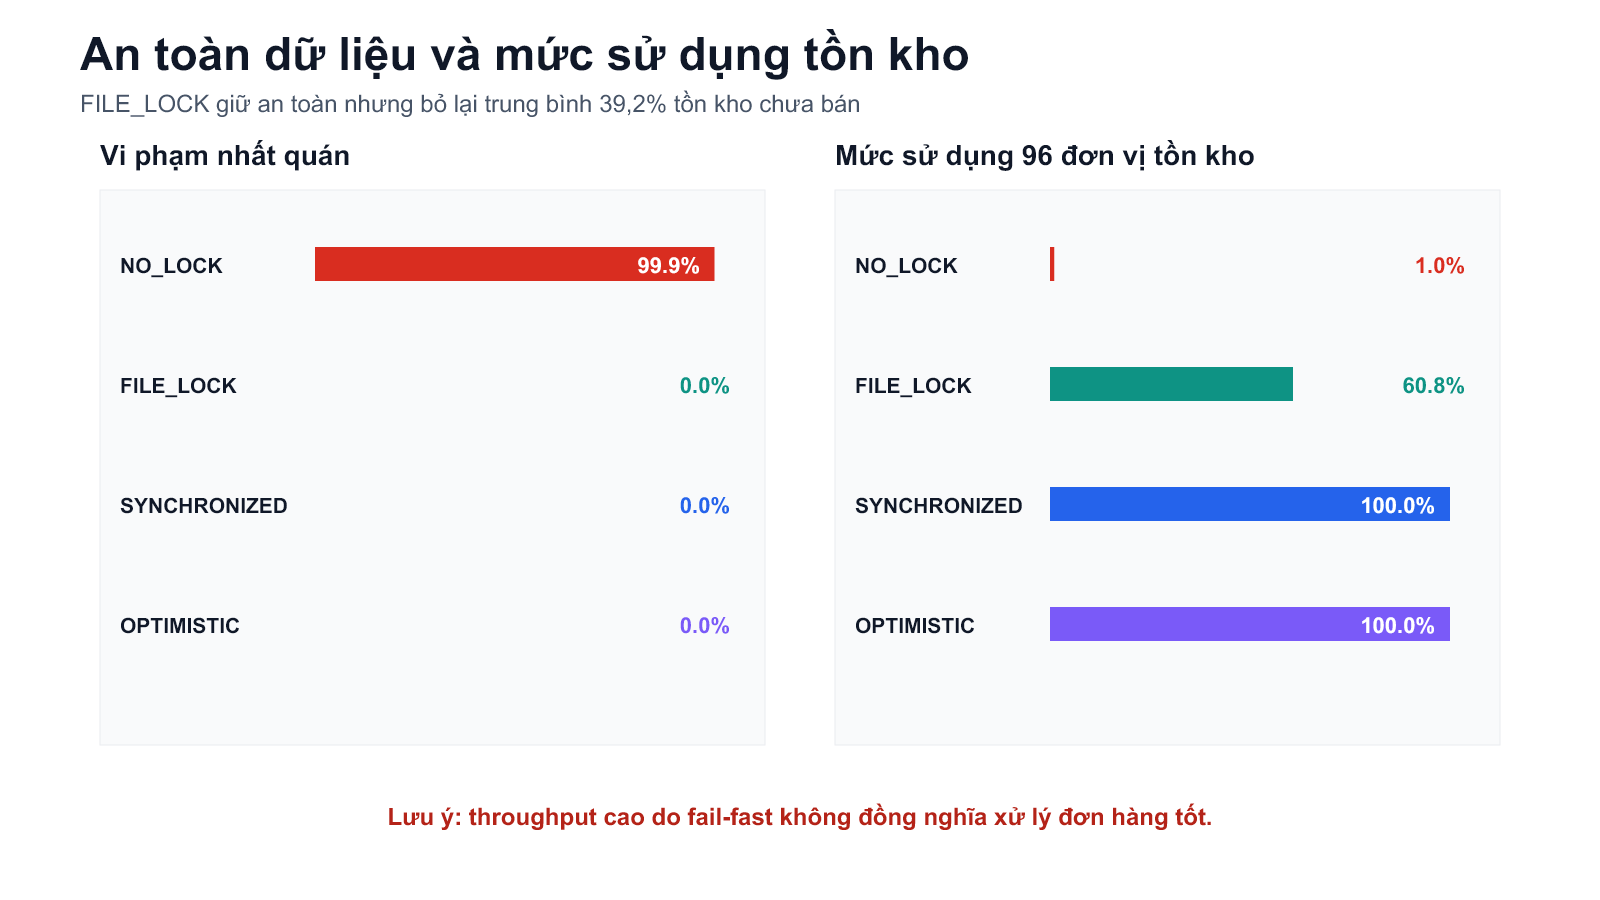 An toàn dữ liệu và mức sử dụng tồn kho
FILE_LOCK giữ an toàn nhưng bỏ lại trung bình 39,2% tồn kho chưa bán
Vi phạm nhất quán
NO_LOCK 99.9%
FILE_LOCK 0.0%
SYNCHRONIZED 0.0%
OPTIMISTIC 0.0%
Mức sử dụng 96 đơn vị tồn kho
NO_LOCK 1.0%
FILE_LOCK 60.8%
SYNCHRONIZED 100.0%
OPTIMISTIC 100.0%
Lưu ý: throughput cao do fail-fast không đồng nghĩa xử lý đơn hàng tốt.